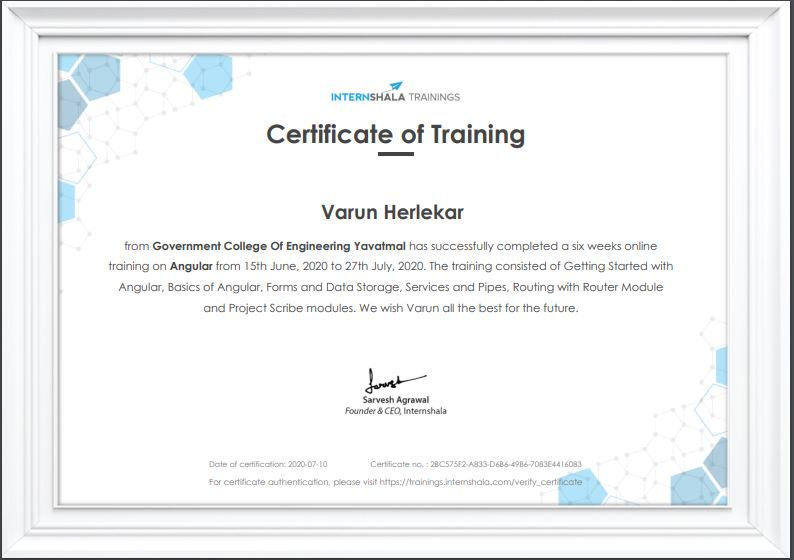 INTERNSHALA TRAININGS
Certificate of Training
Varun Herlekar
from Government College Of Engineering Yavatmal has successfully completed a six weeks online
training on Angular from 15th June, 2020 to 27th July, 2020. The training consisted of Getting Started with
Angular, Basics of Angular, Forms and Data Storage, Services and Pipes, Routing with Router Module
and Project Scribe modules. We wish Varun all the best for the future.
Sarvesh
Sarvesh Agrawal
Founder & CEO, Internshala
Date of certification: 2020-07-10 Certificate no. : 2BC575F2-A833-D6B6-49B6-7083E4416083
For certificate authentication, please visit https://trainings.internshala.com/verify_certificate